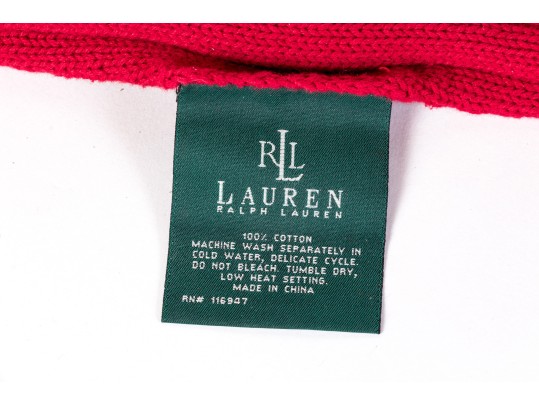 RLL
LAUREN
RALPH LAUREN
100% COTTON
MACHINE WASH SEPARATELY IN
COLD WATER, DELICATE CYCLE.
DO NOT BLEACH. TUMBLE DRY,
LOW HEAT SETTING.
MADE IN CHINA
RN# 116947